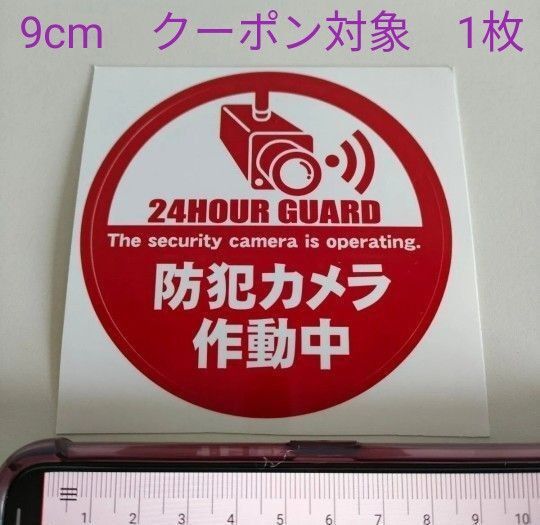 9cm　クーポン対象　1枚
24HOUR GUARD
The security camera is operating.
防犯カメラ
作動中
1 2 3 4 5 6 7 8 9 10